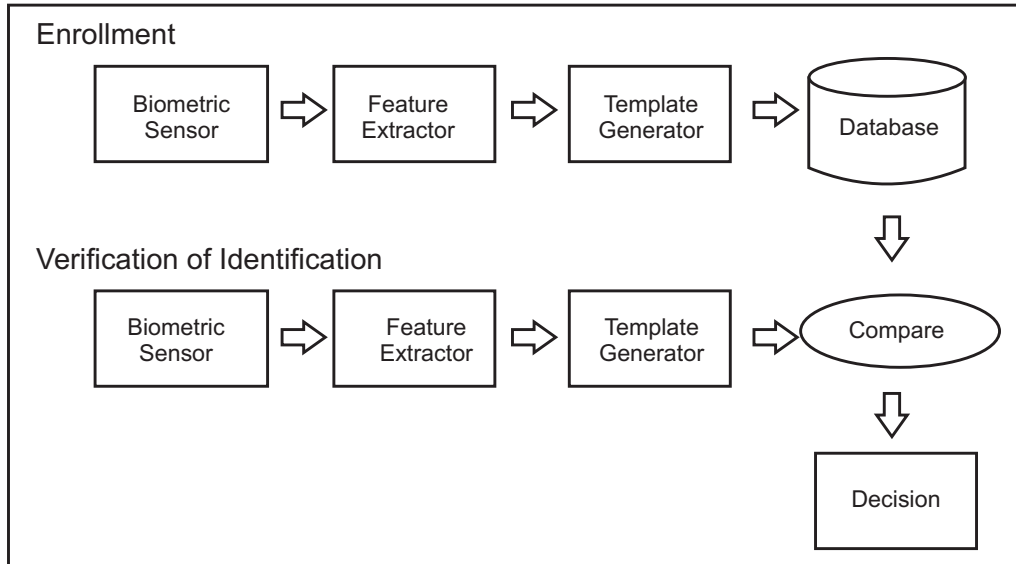 Enrollment
Biometric
Sensor
Feature
Extractor
Template
Generator
Database
Verification of Identification
Biometric
Sensor
Feature
Extractor
Template
Generator
Compare
Decision